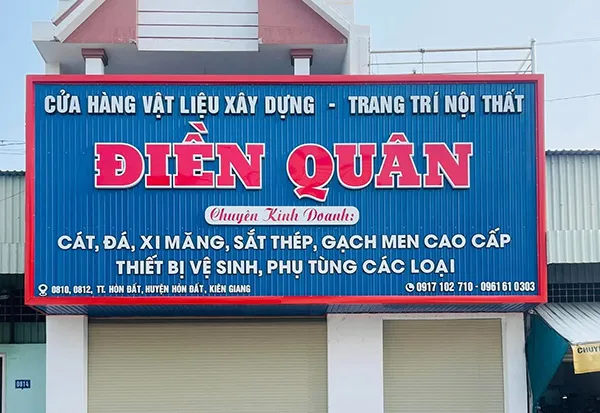 CỬA HÀNG VẬT LIỆU XÂY DỰNG - TRANG TRÍ NỘI THẤT
ĐIỀN QUÂN
Chuyên Kinh Doanh:
CÁT, ĐÁ, XI MĂNG, SẮT THÉP, GẠCH MEN CAO CẤP
THIẾT BỊ VỆ SINH, PHỤ TÙNG CÁC LOẠI
0810, 0812, TT. HÒN ĐẤT, HUYỆN HÒN ĐẤT, KIÊN GIANG
0917 102 710 - 0961 61 0303
0814
CHUYÊ